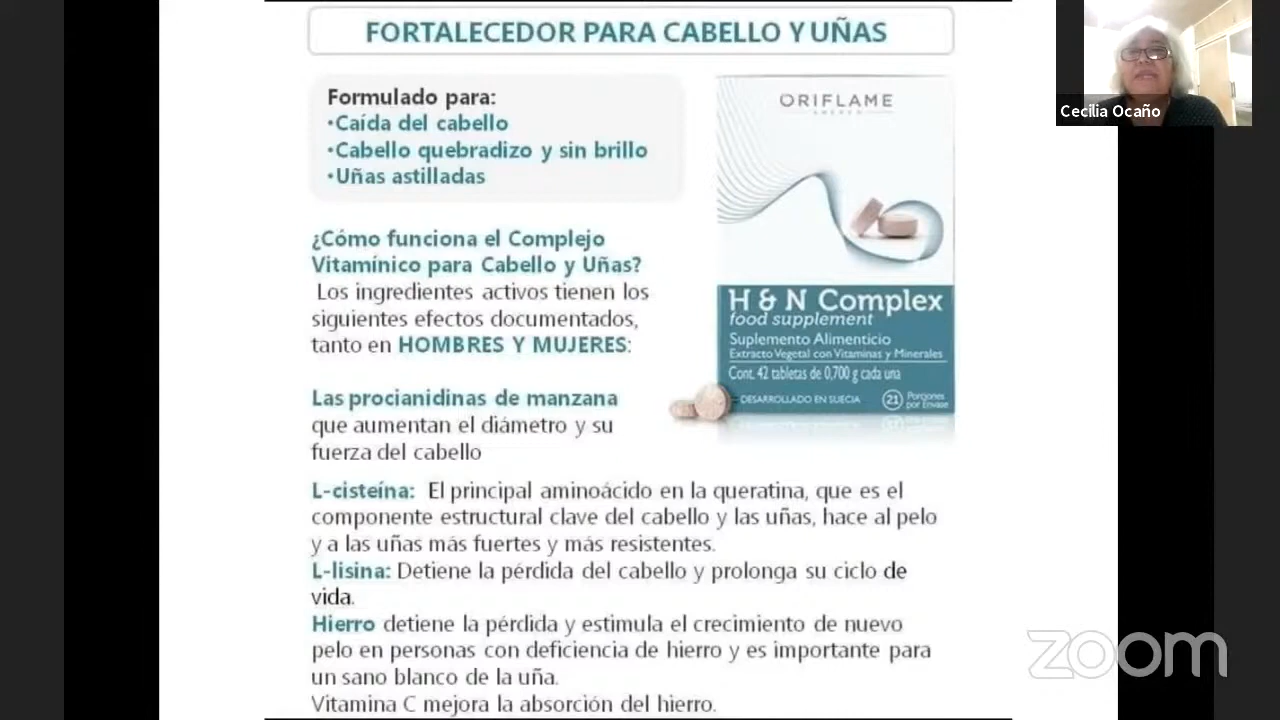 FORTALECEDOR PARA CABELLO Y UÑAS
Formulado para:
•Caída del cabello
•Cabello quebradizo y sin brillo
•Uñas astilladas
¿Cómo funciona el Complejo
Vitamínico para Cabello y Uñas?
Los ingredientes activos tienen los
siguientes efectos documentados,
tanto en HOMBRES Y MUJERES:
Las procianidinas de manzana
que aumentan el diámetro y su
fuerza del cabello
ORIFLAME
SWEDEN
H & N Complex
food supplement
Suplemento Alimenticio
Extracto Vegetal con Vitaminas y Minerales
Cont. 42 tabletas de 0,700 g cada una
DESARROLLADO EN SUECIA
21 Porciones
por Envase
L-cisteína: El principal aminoácido en la queratina, que es el
componente estructural clave del cabello y las uñas, hace al pelo
y a las uñas más fuertes y más resistentes.
L-lisina: Detiene la pérdida del cabello y prolonga su ciclo de
vida.
Hierro detiene la pérdida y estimula el crecimiento de nuevo
pelo en personas con deficiencia de hierro y es importante para
un sano blanco de la uña.
Vitamina C mejora la absorción del hierro.
Cecilia Ocaño
zoom